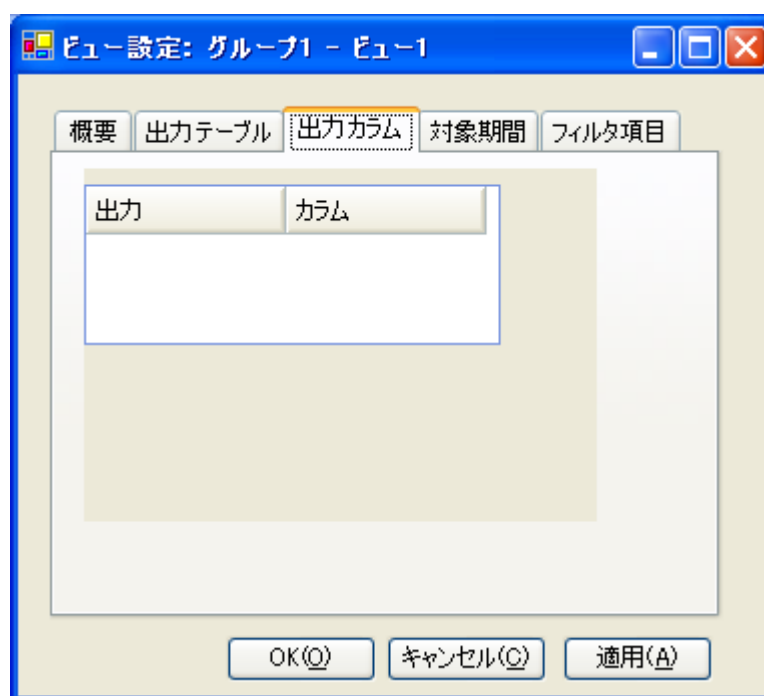 ビュー設定: グループ1 - ビュー1
概要 出力テーブル 出力カラム 対象期間 フィルタ項目
出力 カラム
OK(O) キャンセル(C) 適用(A)